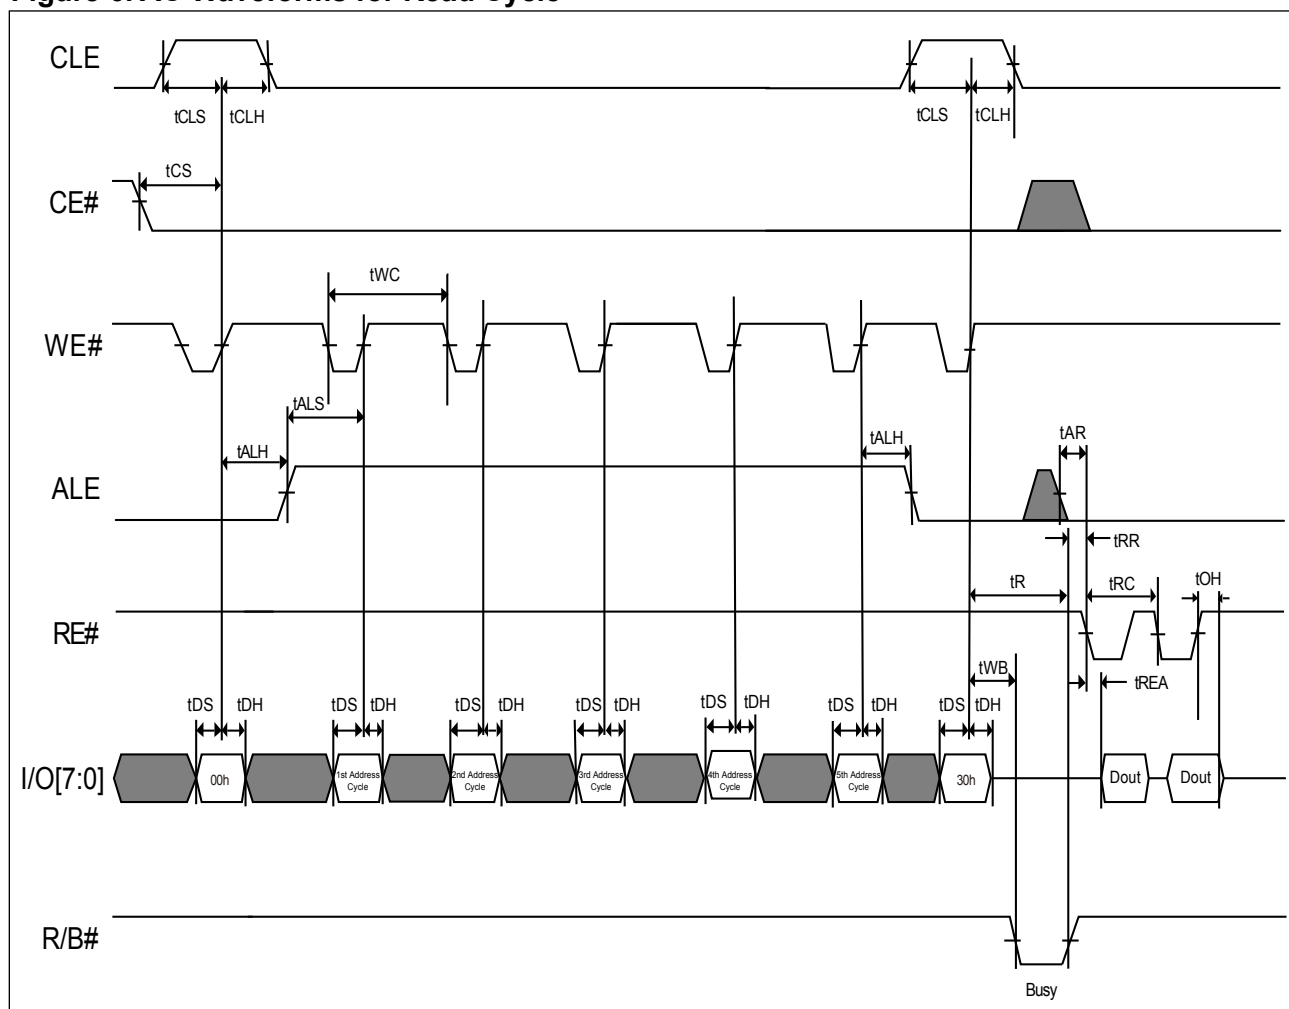 Figure 6. AC Waveforms for Read Cycle
CLE
tCLS tCLH
tCLS tCLH
tCS
CE#
tWC
WE#
tALS
tALH
tALH
tAR
ALE
tRR
tR
tRC
tOH
RE#
tWB
tREA
tDS tDH
tDS tDH
tDS tDH
tDS tDH
tDS tDH
tDS tDH
tDS tDH
I/O[7:0]
00h
1st Address
Cycle
2nd Address
Cycle
3rd Address
Cycle
4th Address
Cycle
5th Address
Cycle
30h
Dout
Dout
R/B#
Busy